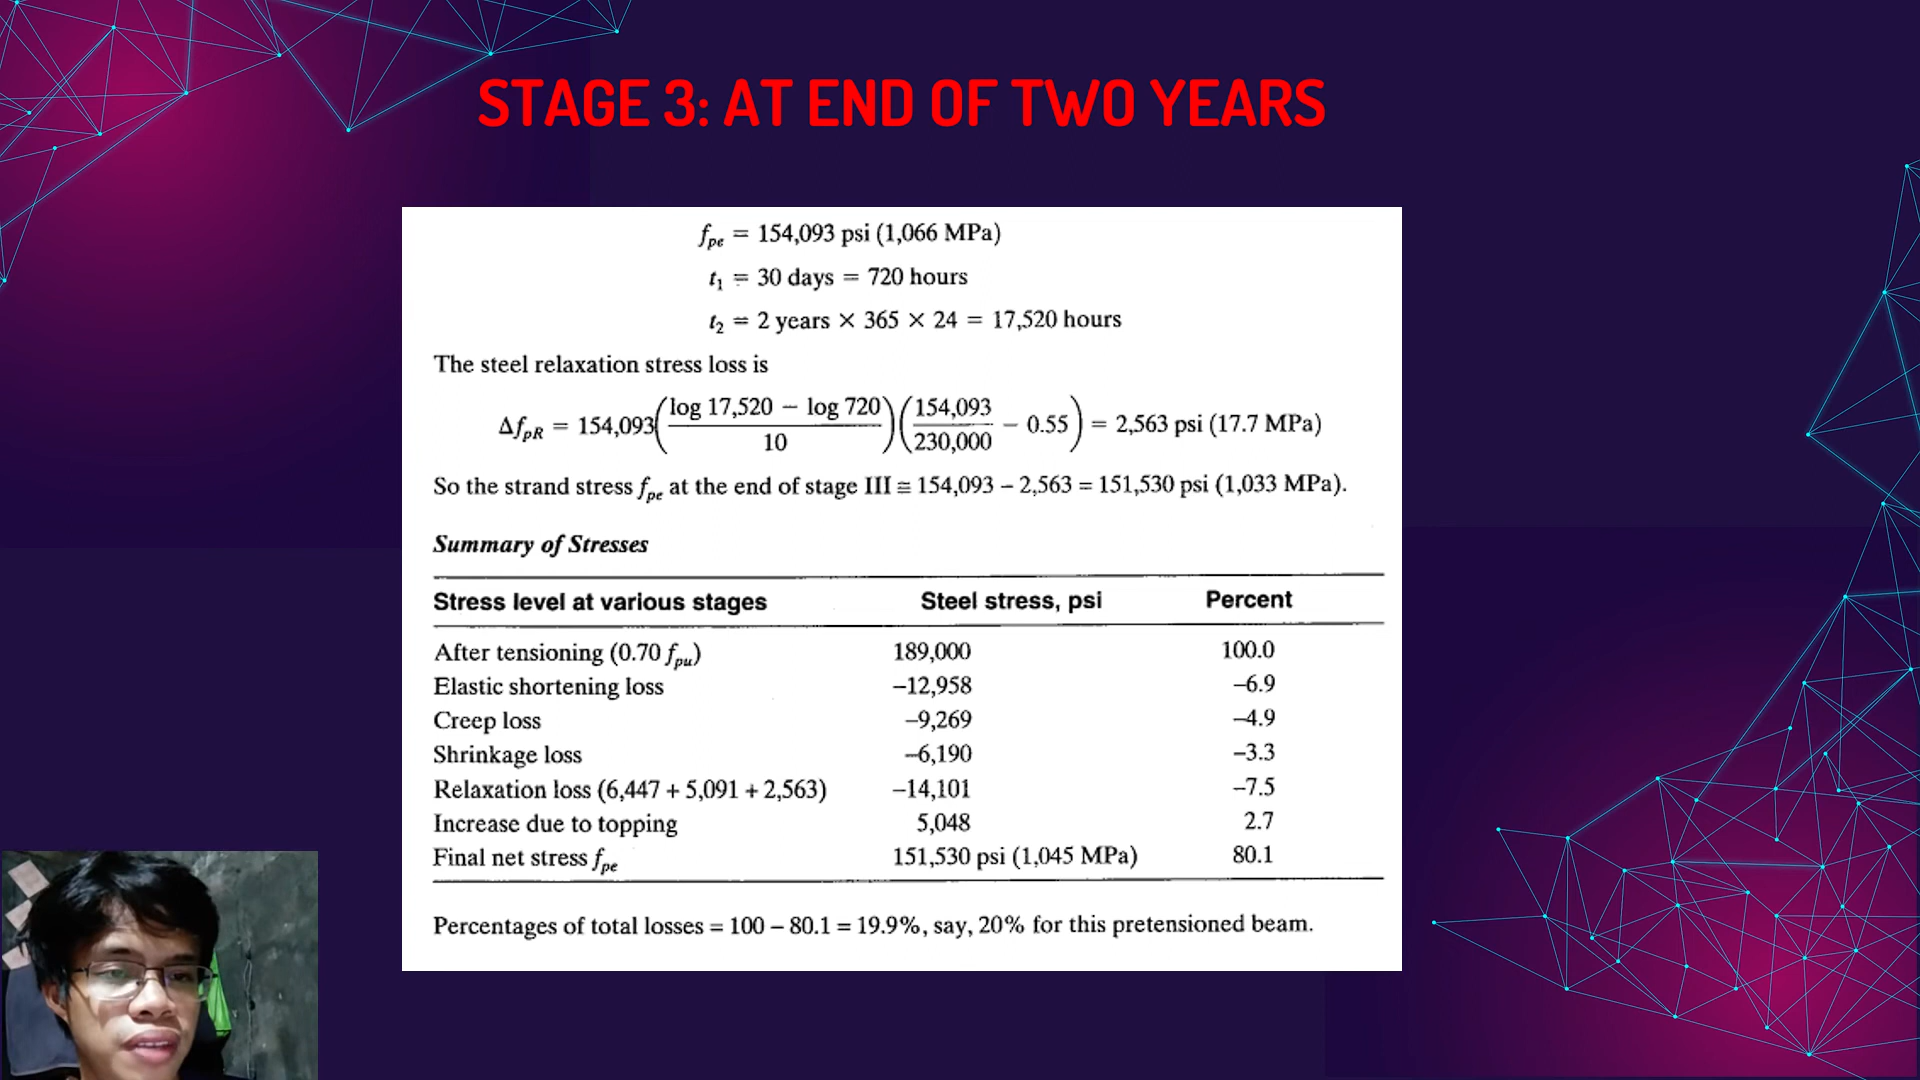 STAGE 3: AT END OF TWO YEARS
fpe = 154,093 psi (1,066 MPa)
t1 = 30 days = 720 hours
t2 = 2 years × 365 × 24 = 17,520 hours
The steel relaxation stress loss is
ΔfpR = 154,093((log 17,520 − log 720)/10)(154,093/230,000 − 0.55) = 2,563 psi (17.7 MPa)
So the strand stress fpe at the end of stage III ≅ 154,093 – 2,563 = 151,530 psi (1,033 MPa).
Summary of Stresses
Stress level at various stages Steel stress, psi Percent
After tensioning (0.70 fpu) 189,000 100.0
Elastic shortening loss –12,958 –6.9
Creep loss –9,269 –4.9
Shrinkage loss –6,190 –3.3
Relaxation loss (6,447 + 5,091 + 2,563) –14,101 –7.5
Increase due to topping 5,048 2.7
Final net stress fpe 151,530 psi (1,045 MPa) 80.1
Percentages of total losses = 100 – 80.1 = 19.9%, say, 20% for this pretensioned beam.